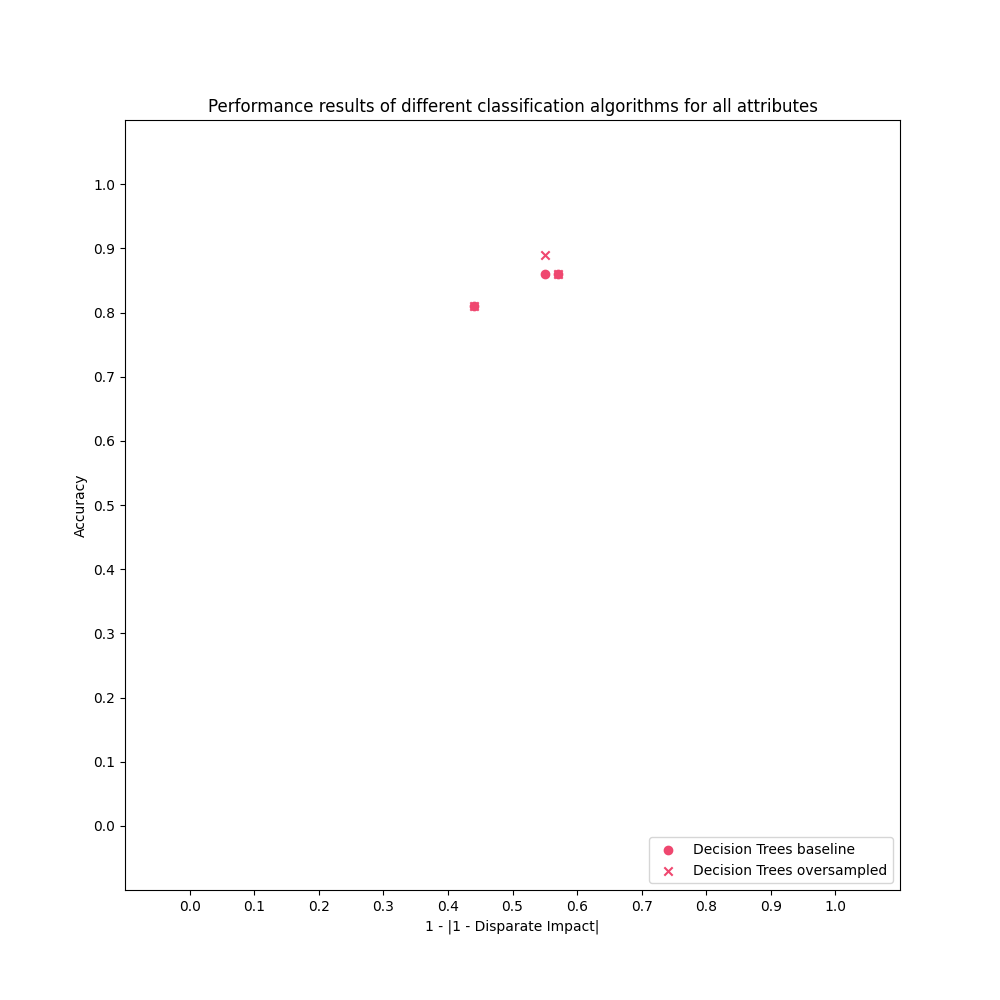 Performance results of different classification algorithms for all attributes
1.0
0.9
0.8
0.7
0.6
0.5
0.4
0.3
0.2
0.1
0.0
Accuracy
Decision Trees baseline
Decision Trees oversampled
0.0 0.1 0.2 0.3 0.4 0.5 0.6 0.7 0.8 0.9 1.0
1 - |1 - Disparate Impact|